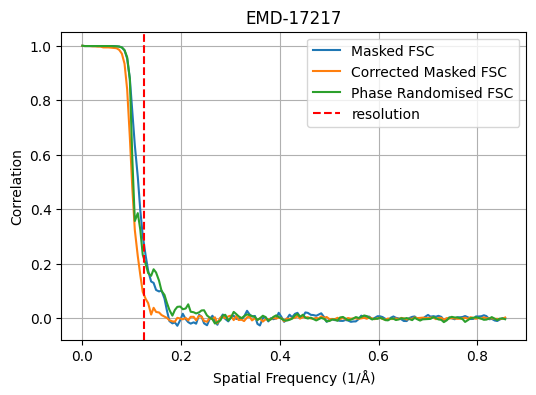 EMD-17217
Masked FSC
Corrected Masked FSC
Phase Randomised FSC
resolution
Correlation
1.0
0.8
0.6
0.4
0.2
0.0
0.0 0.2 0.4 0.6 0.8
Spatial Frequency (1/Å)